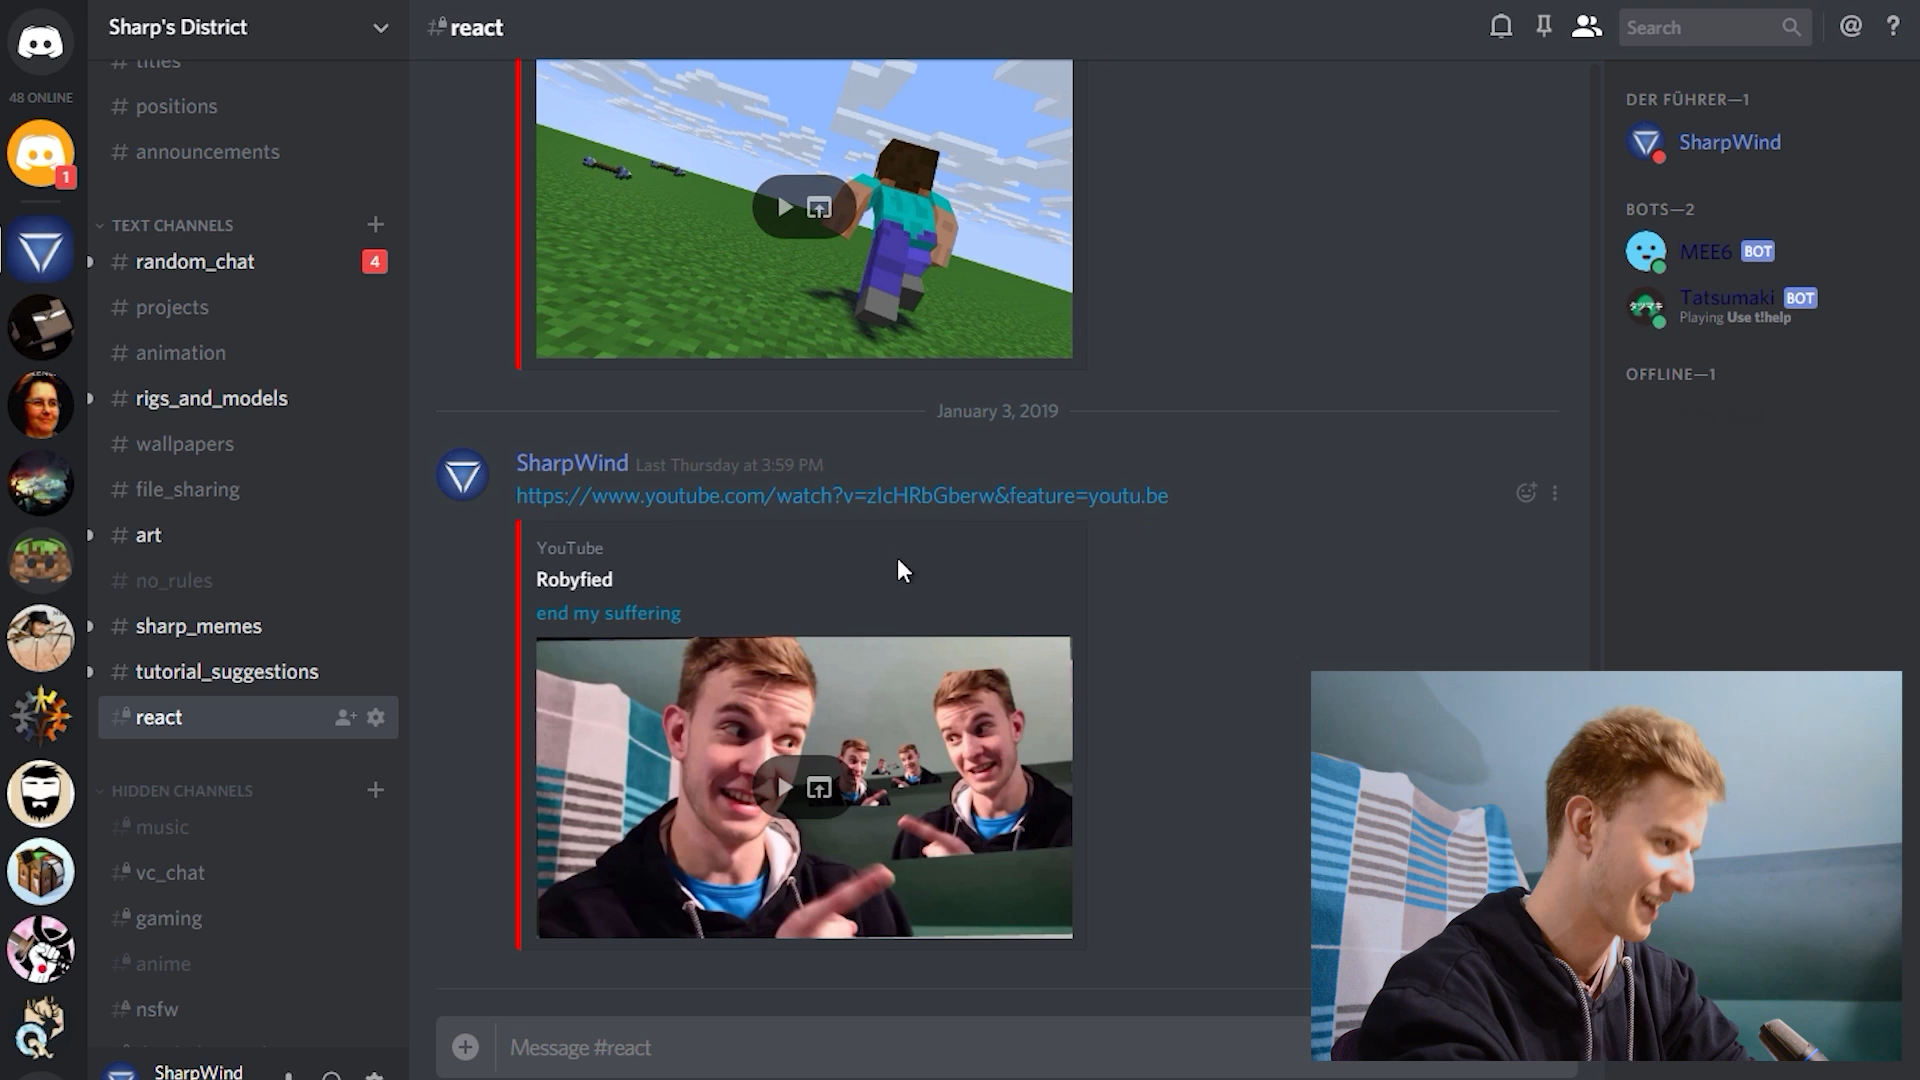 48 ONLINE
1
Sharp's District
titles
positions
announcements
TEXT CHANNELS
random_chat
4
projects
animation
rigs_and_models
wallpapers
file_sharing
art
no_rules
sharp_memes
tutorial_suggestions
react
HIDDEN CHANNELS
music
vc_chat
gaming
anime
nsfw
SharpWind
react
Search
January 3, 2019
SharpWind Last Thursday at 3:59 PM
https://www.youtube.com/watch?v=zIcHRbGberw&feature=youtu.be
YouTube
Robyfied
end my suffering
Message #react
DER FÜHRER—1
SharpWind
BOTS—2
MEE6 BOT
Tatsumaki BOT
Playing Use t!help
OFFLINE—1